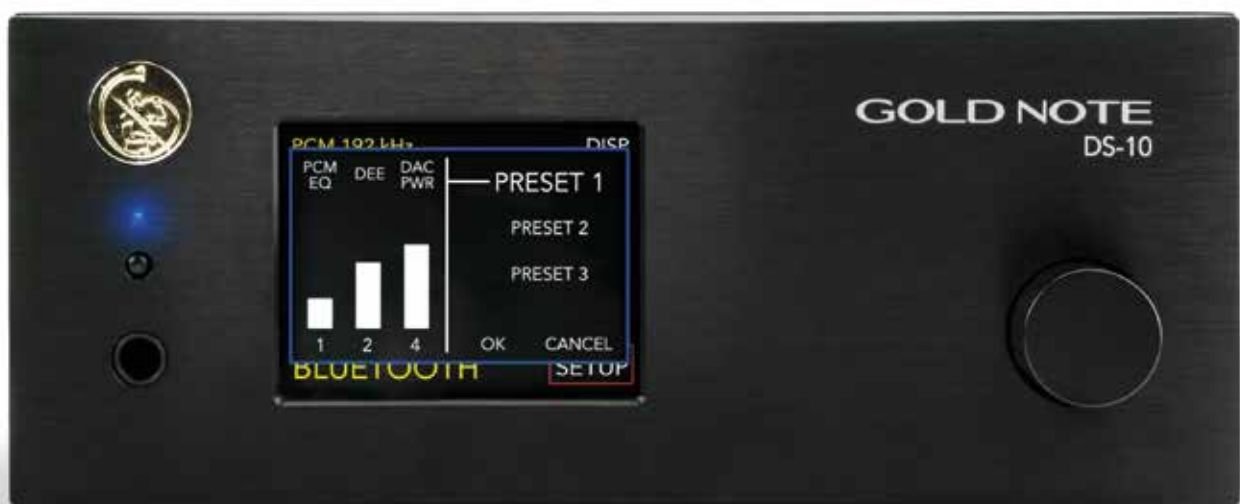 GOLD NOTE
DS-10
PCM 192 kHz
DISP
PCM EQ
DEE
DAC PWR
PRESET 1
PRESET 2
PRESET 3
1
2
4
OK
CANCEL
BLUETOOTH
SETUP